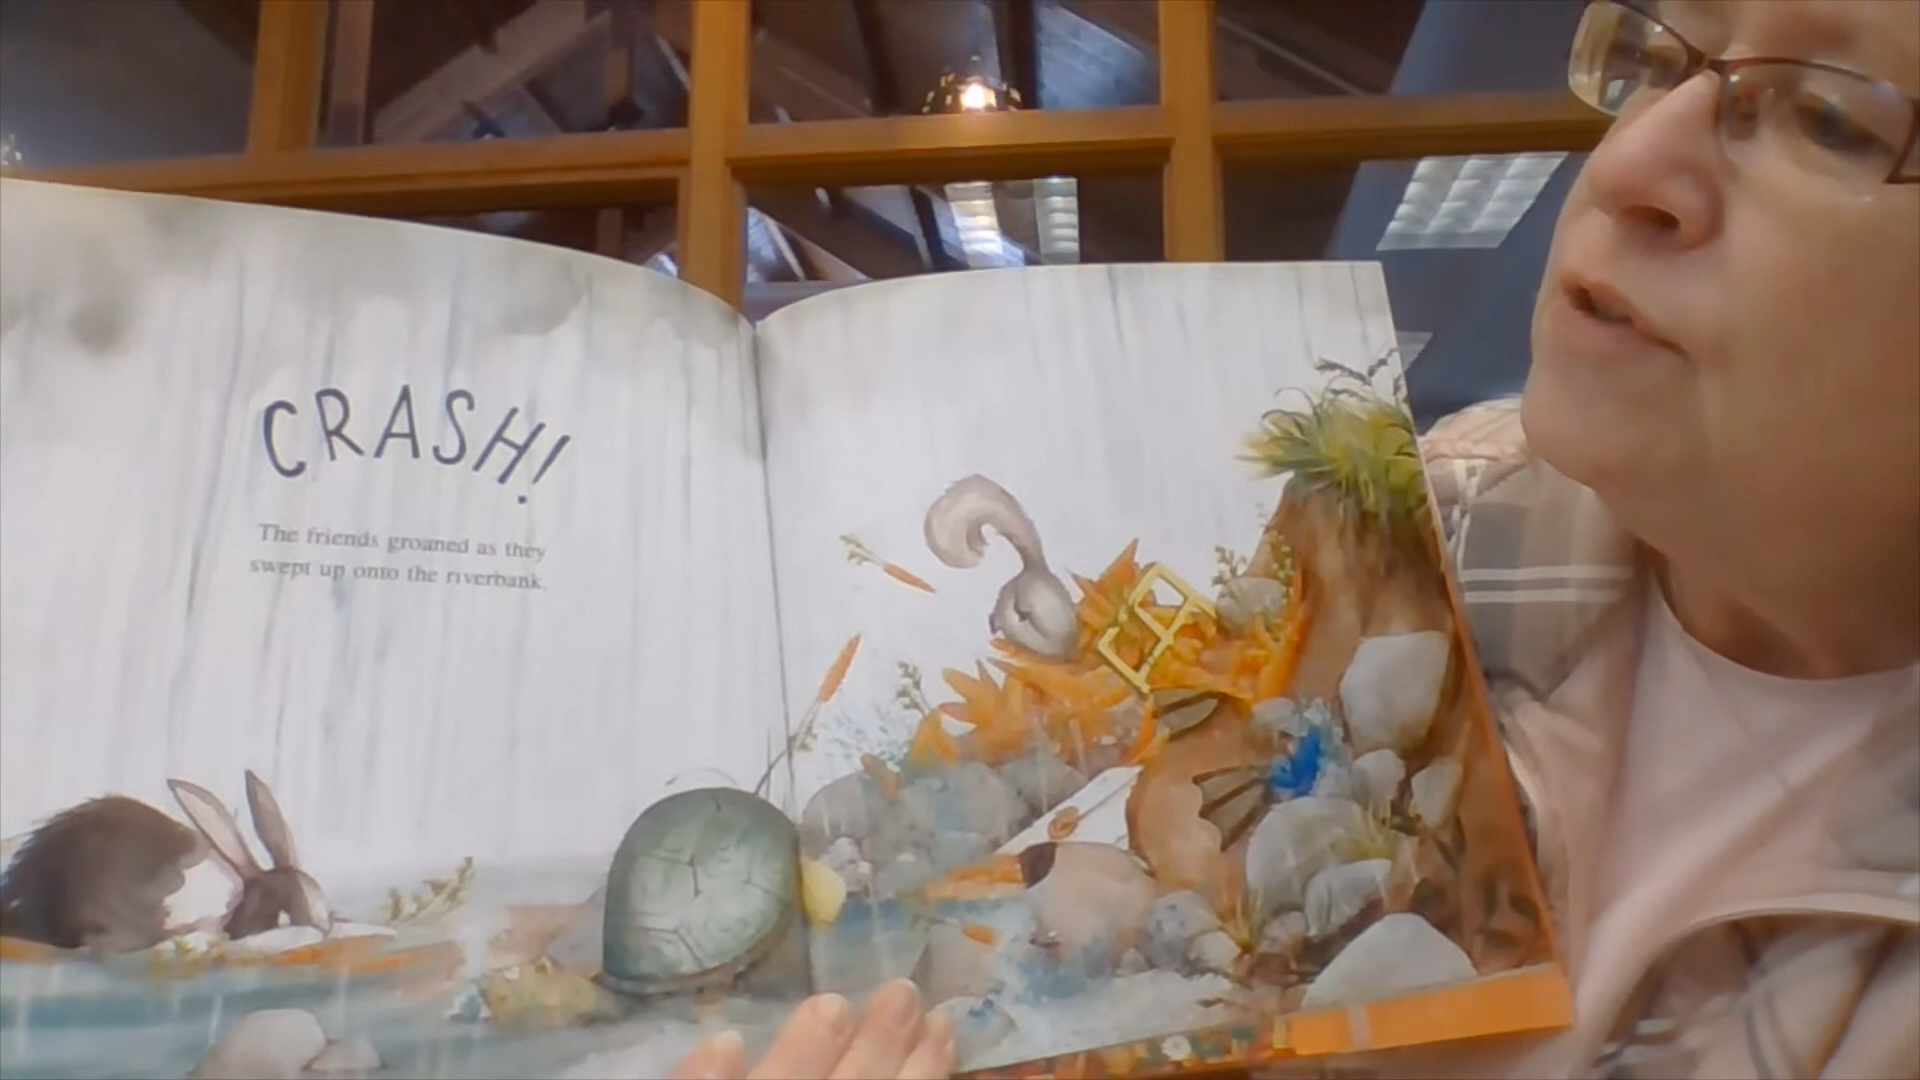 CRASH!
The friends groaned as they
swept up onto the riverbank.